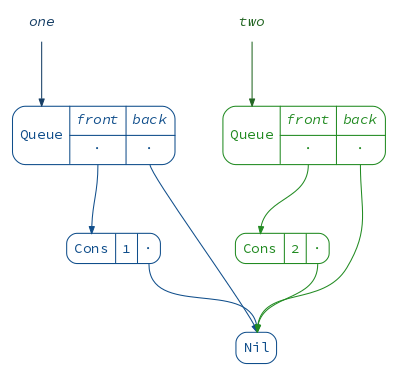 one two
Queue front back Queue front back
· · · ·
Cons 1 · Cons 2 ·
Nil